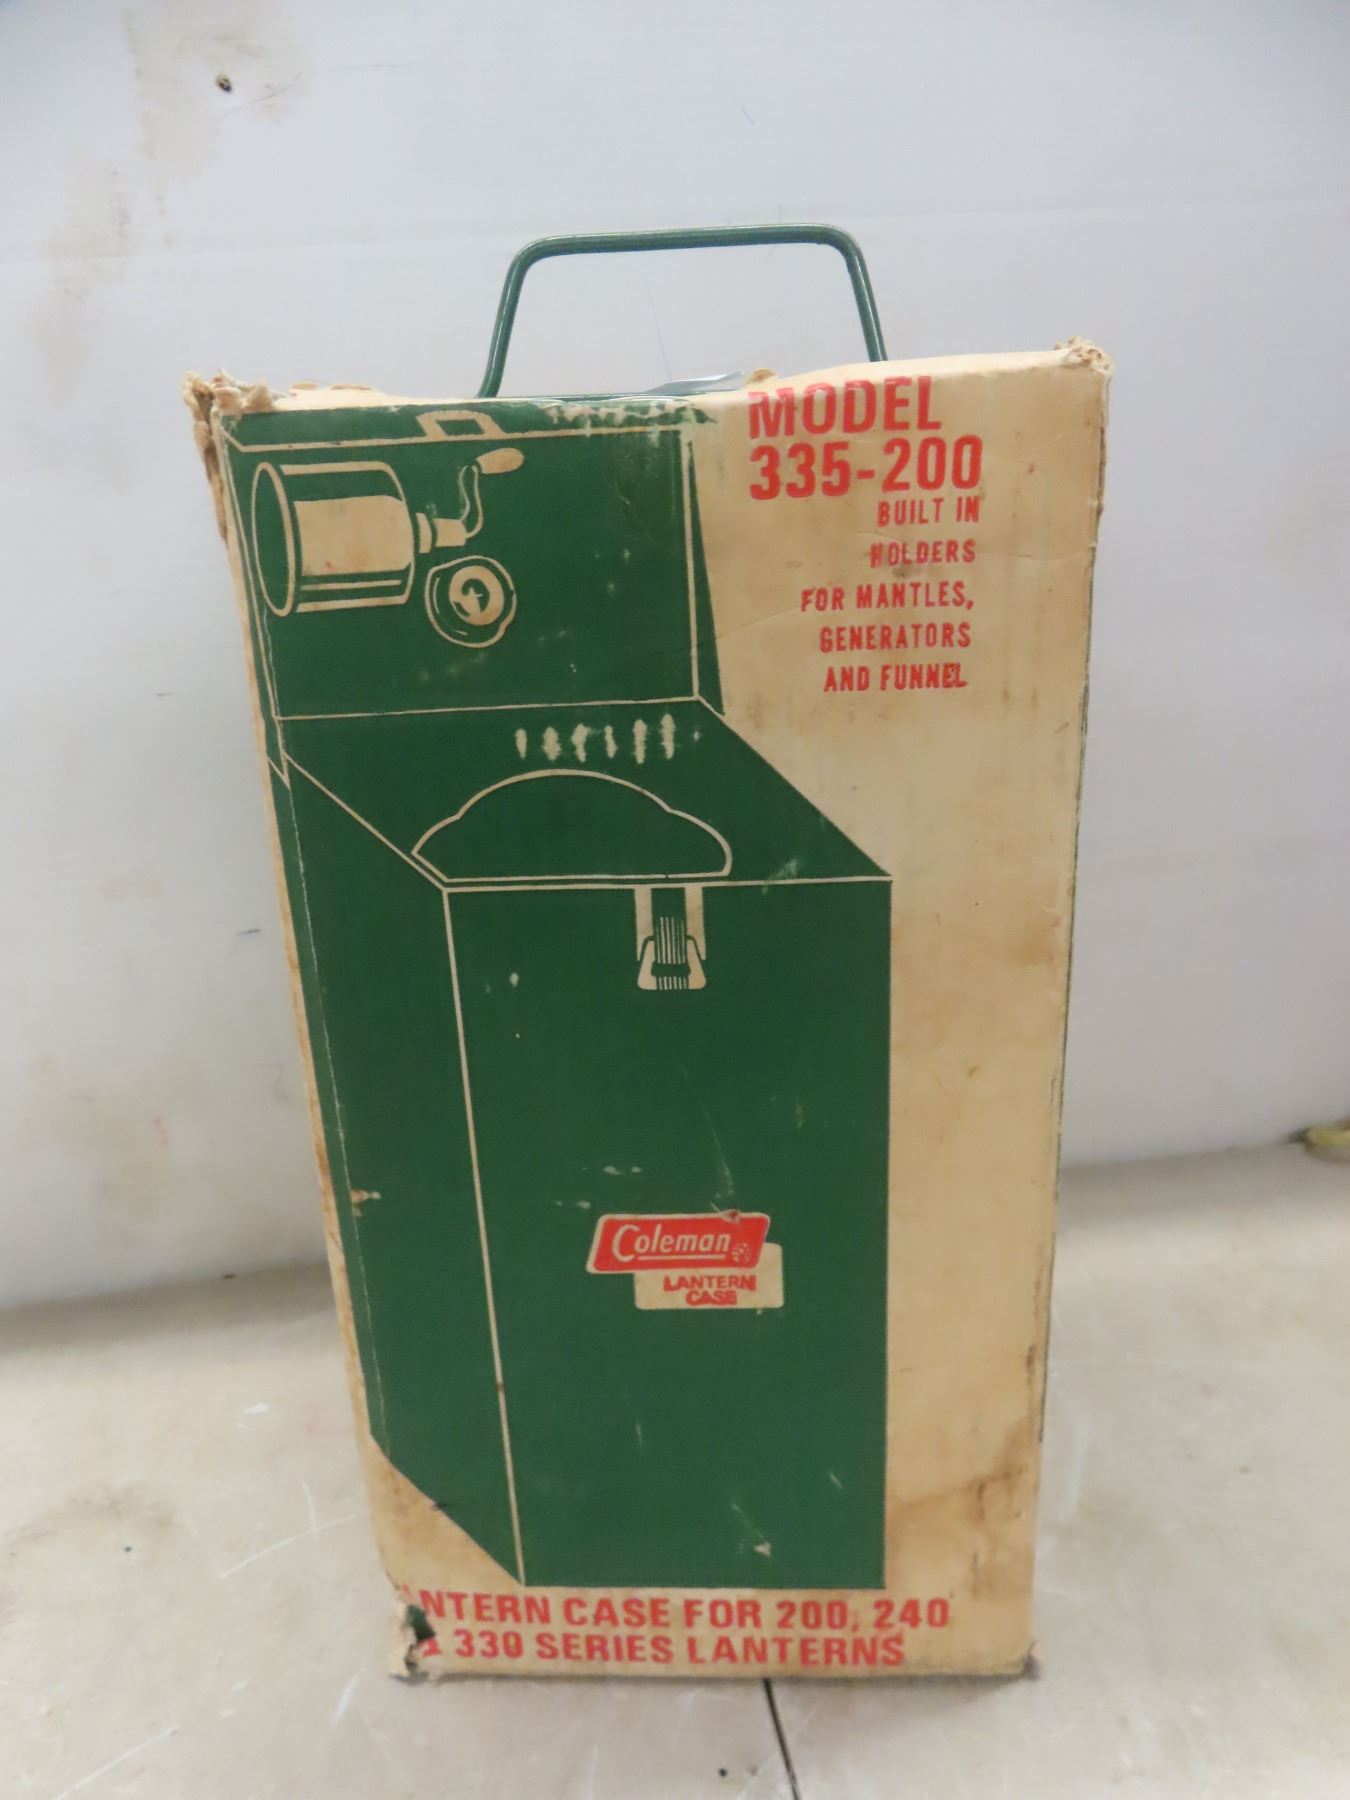 MODEL
335-200
BUILT IN
HOLDERS
FOR MANTLES,
GENERATORS
AND FUNNEL
Coleman
LANTERN
CASE
NTERN CASE FOR 200, 240
330 SERIES LANTERNS